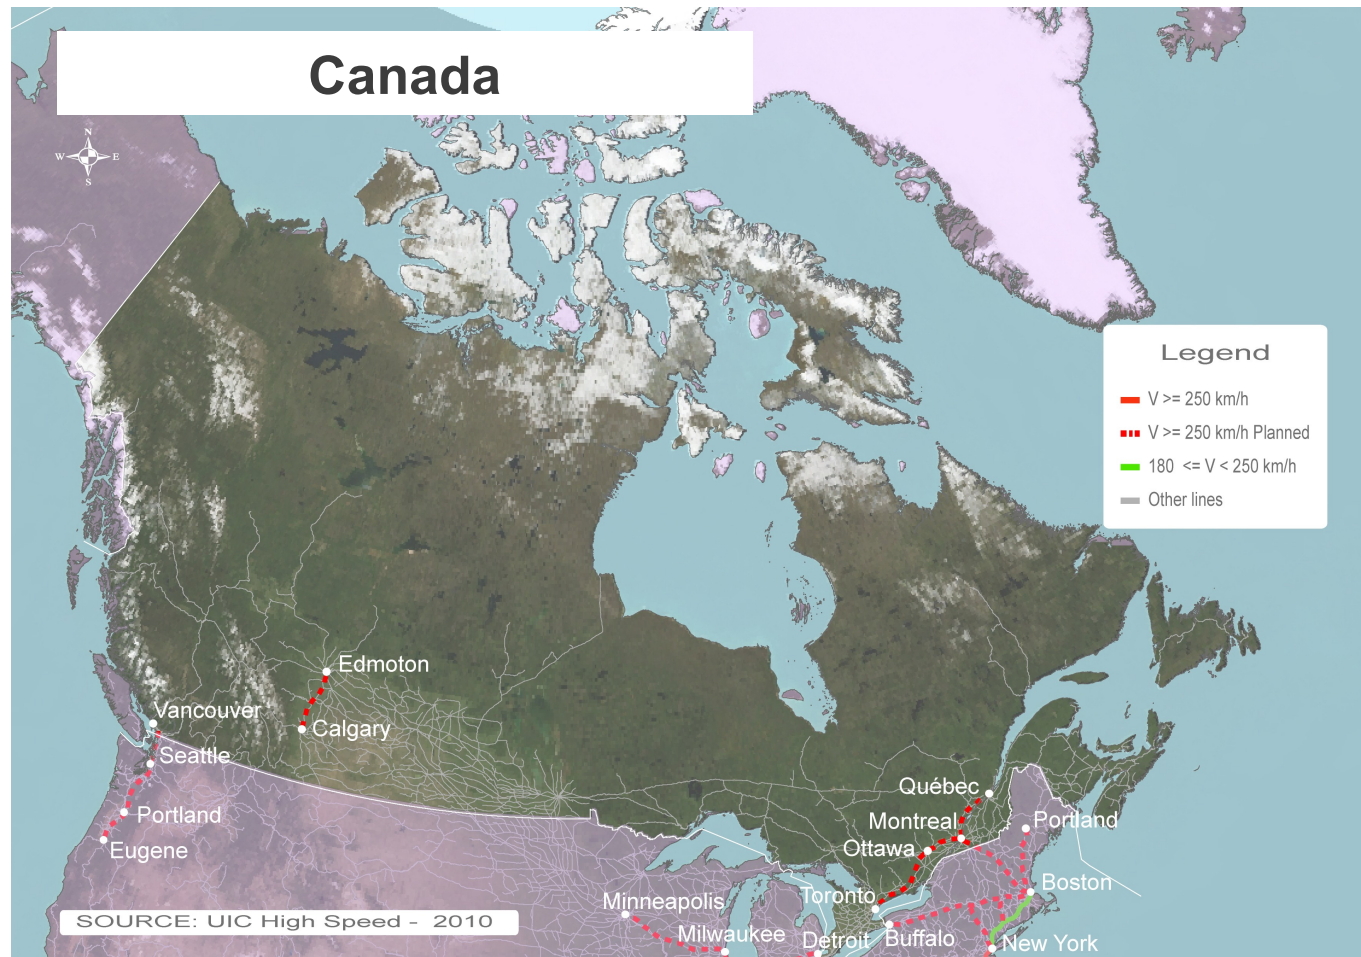 Canada
N
W E
S
Legend
V >= 250 km/h
V >= 250 km/h Planned
180 <= V < 250 km/h
Other lines
Edmoton
Vancouver
Calgary
Seattle
Québec
Portland
Montreal
Portland
Ottawa
Eugene
Boston
Toronto
Minneapolis
SOURCE: UIC High Speed - 2010
Milwaukee
Detroit
Buffalo
New York